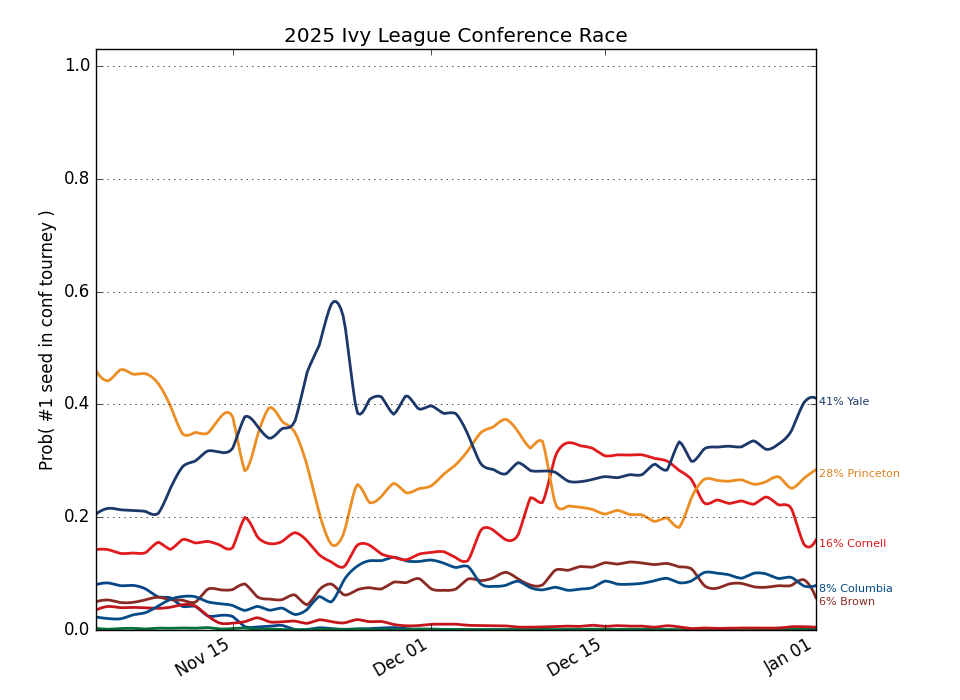 2025 Ivy League Conference Race
Prob( #1 seed in conf tourney )
1.0
0.8
0.6
0.4
0.2
0.0
Nov 15
Dec 01
Dec 15
Jan 01
41% Yale
28% Princeton
16% Cornell
8% Columbia
6% Brown